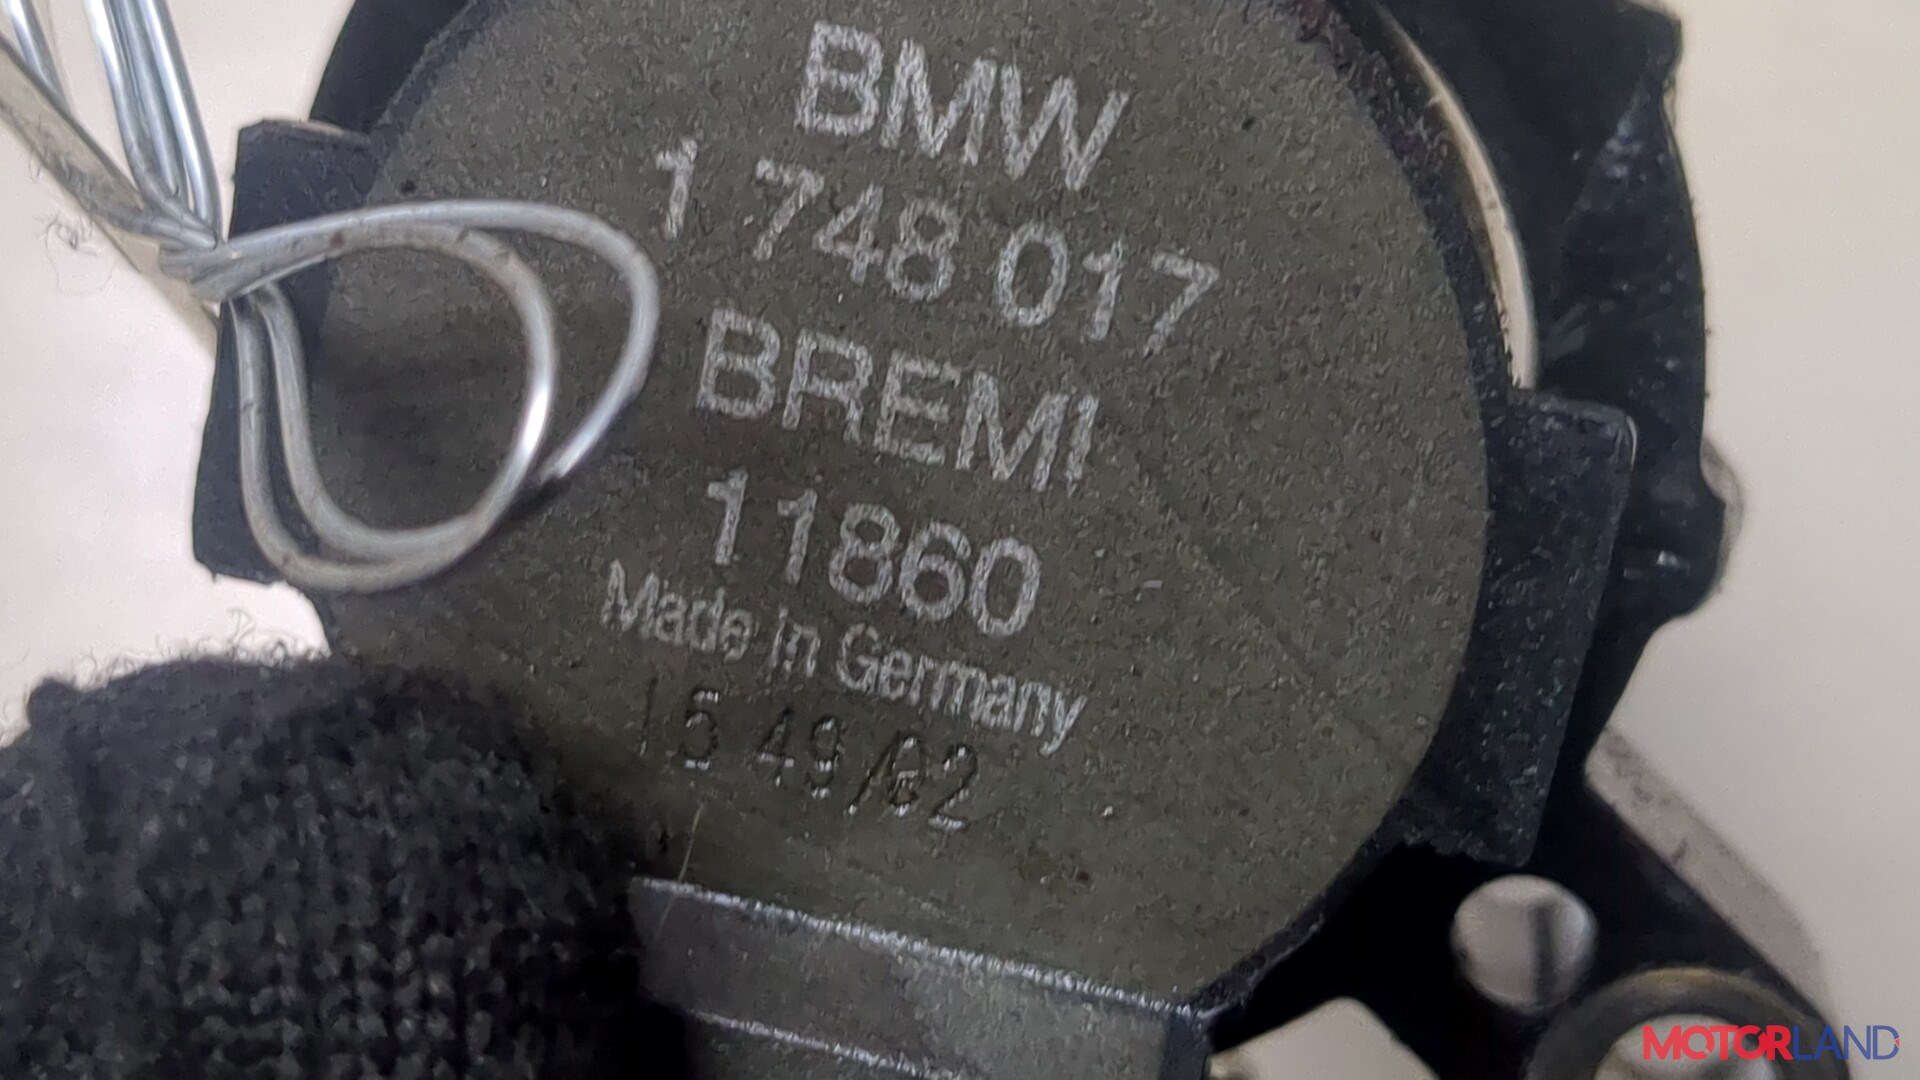 BMW
1 748 017
BREMI
11860
Made in Germany
15 49/02
MOTORLAND